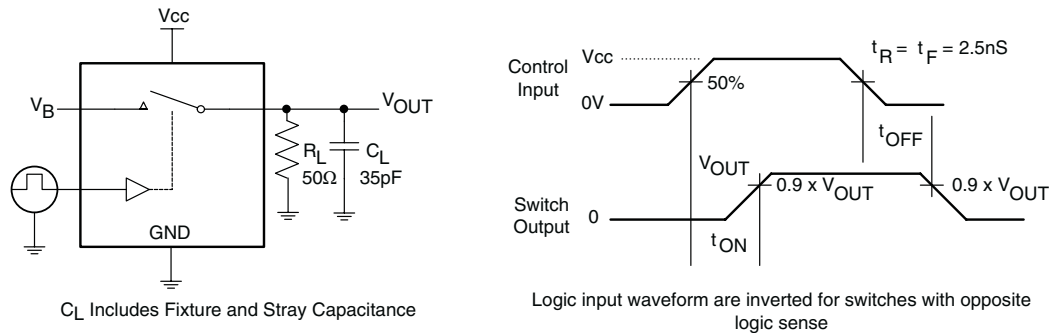 Vcc
V_B
V_OUT
R_L
50Ω
C_L
35pF
GND
C_L Includes Fixture and Stray Capacitance
Control
Input
Vcc
0V
50%
t_R = t_F = 2.5nS
t_OFF
V_OUT
0.9 x V_OUT
0.9 x V_OUT
Switch
Output
0
t_ON
Logic input waveform are inverted for switches with opposite
logic sense